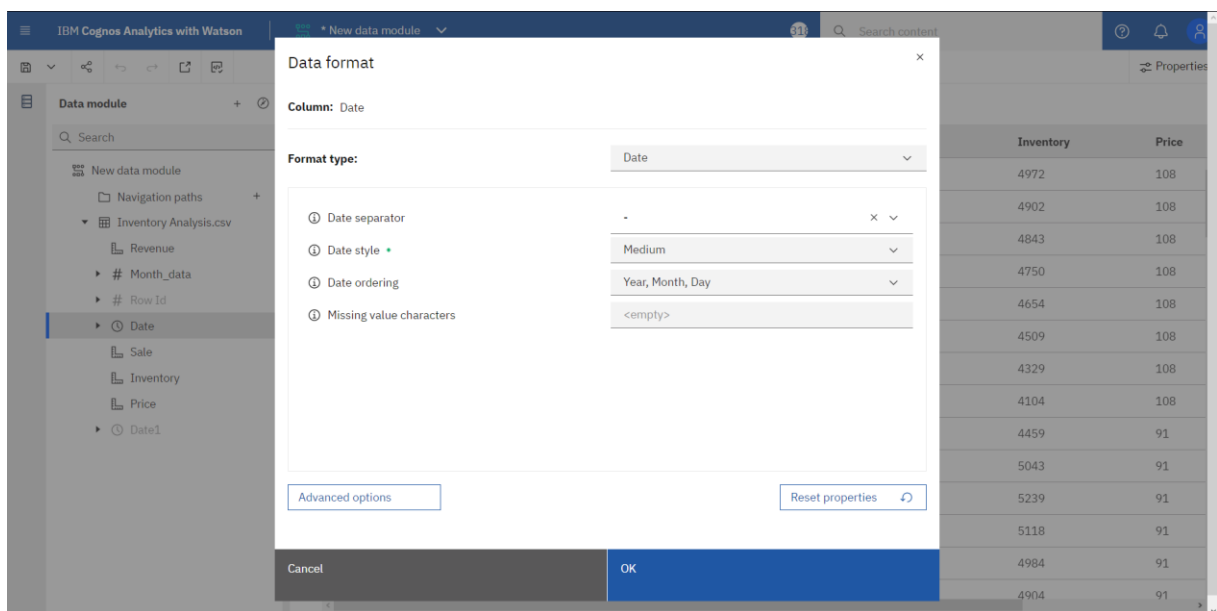 IBM Cognos Analytics with Watson
* New data module
Search content
Properties
Data module
Search
New data module
Navigation paths
Inventory Analysis.csv
Revenue
# Month_data
# Row Id
Date
Sale
Inventory
Price
Date1
Data format
Column: Date
Format type:
Date
Date separator
-
Date style
Medium
Date ordering
Year, Month, Day
Missing value characters
<empty>
Advanced options
Reset properties
Cancel
OK
Inventory Price
4972 108
4902 108
4843 108
4750 108
4654 108
4509 108
4329 108
4104 108
4459 91
5043 91
5239 91
5118 91
4984 91
4904 91